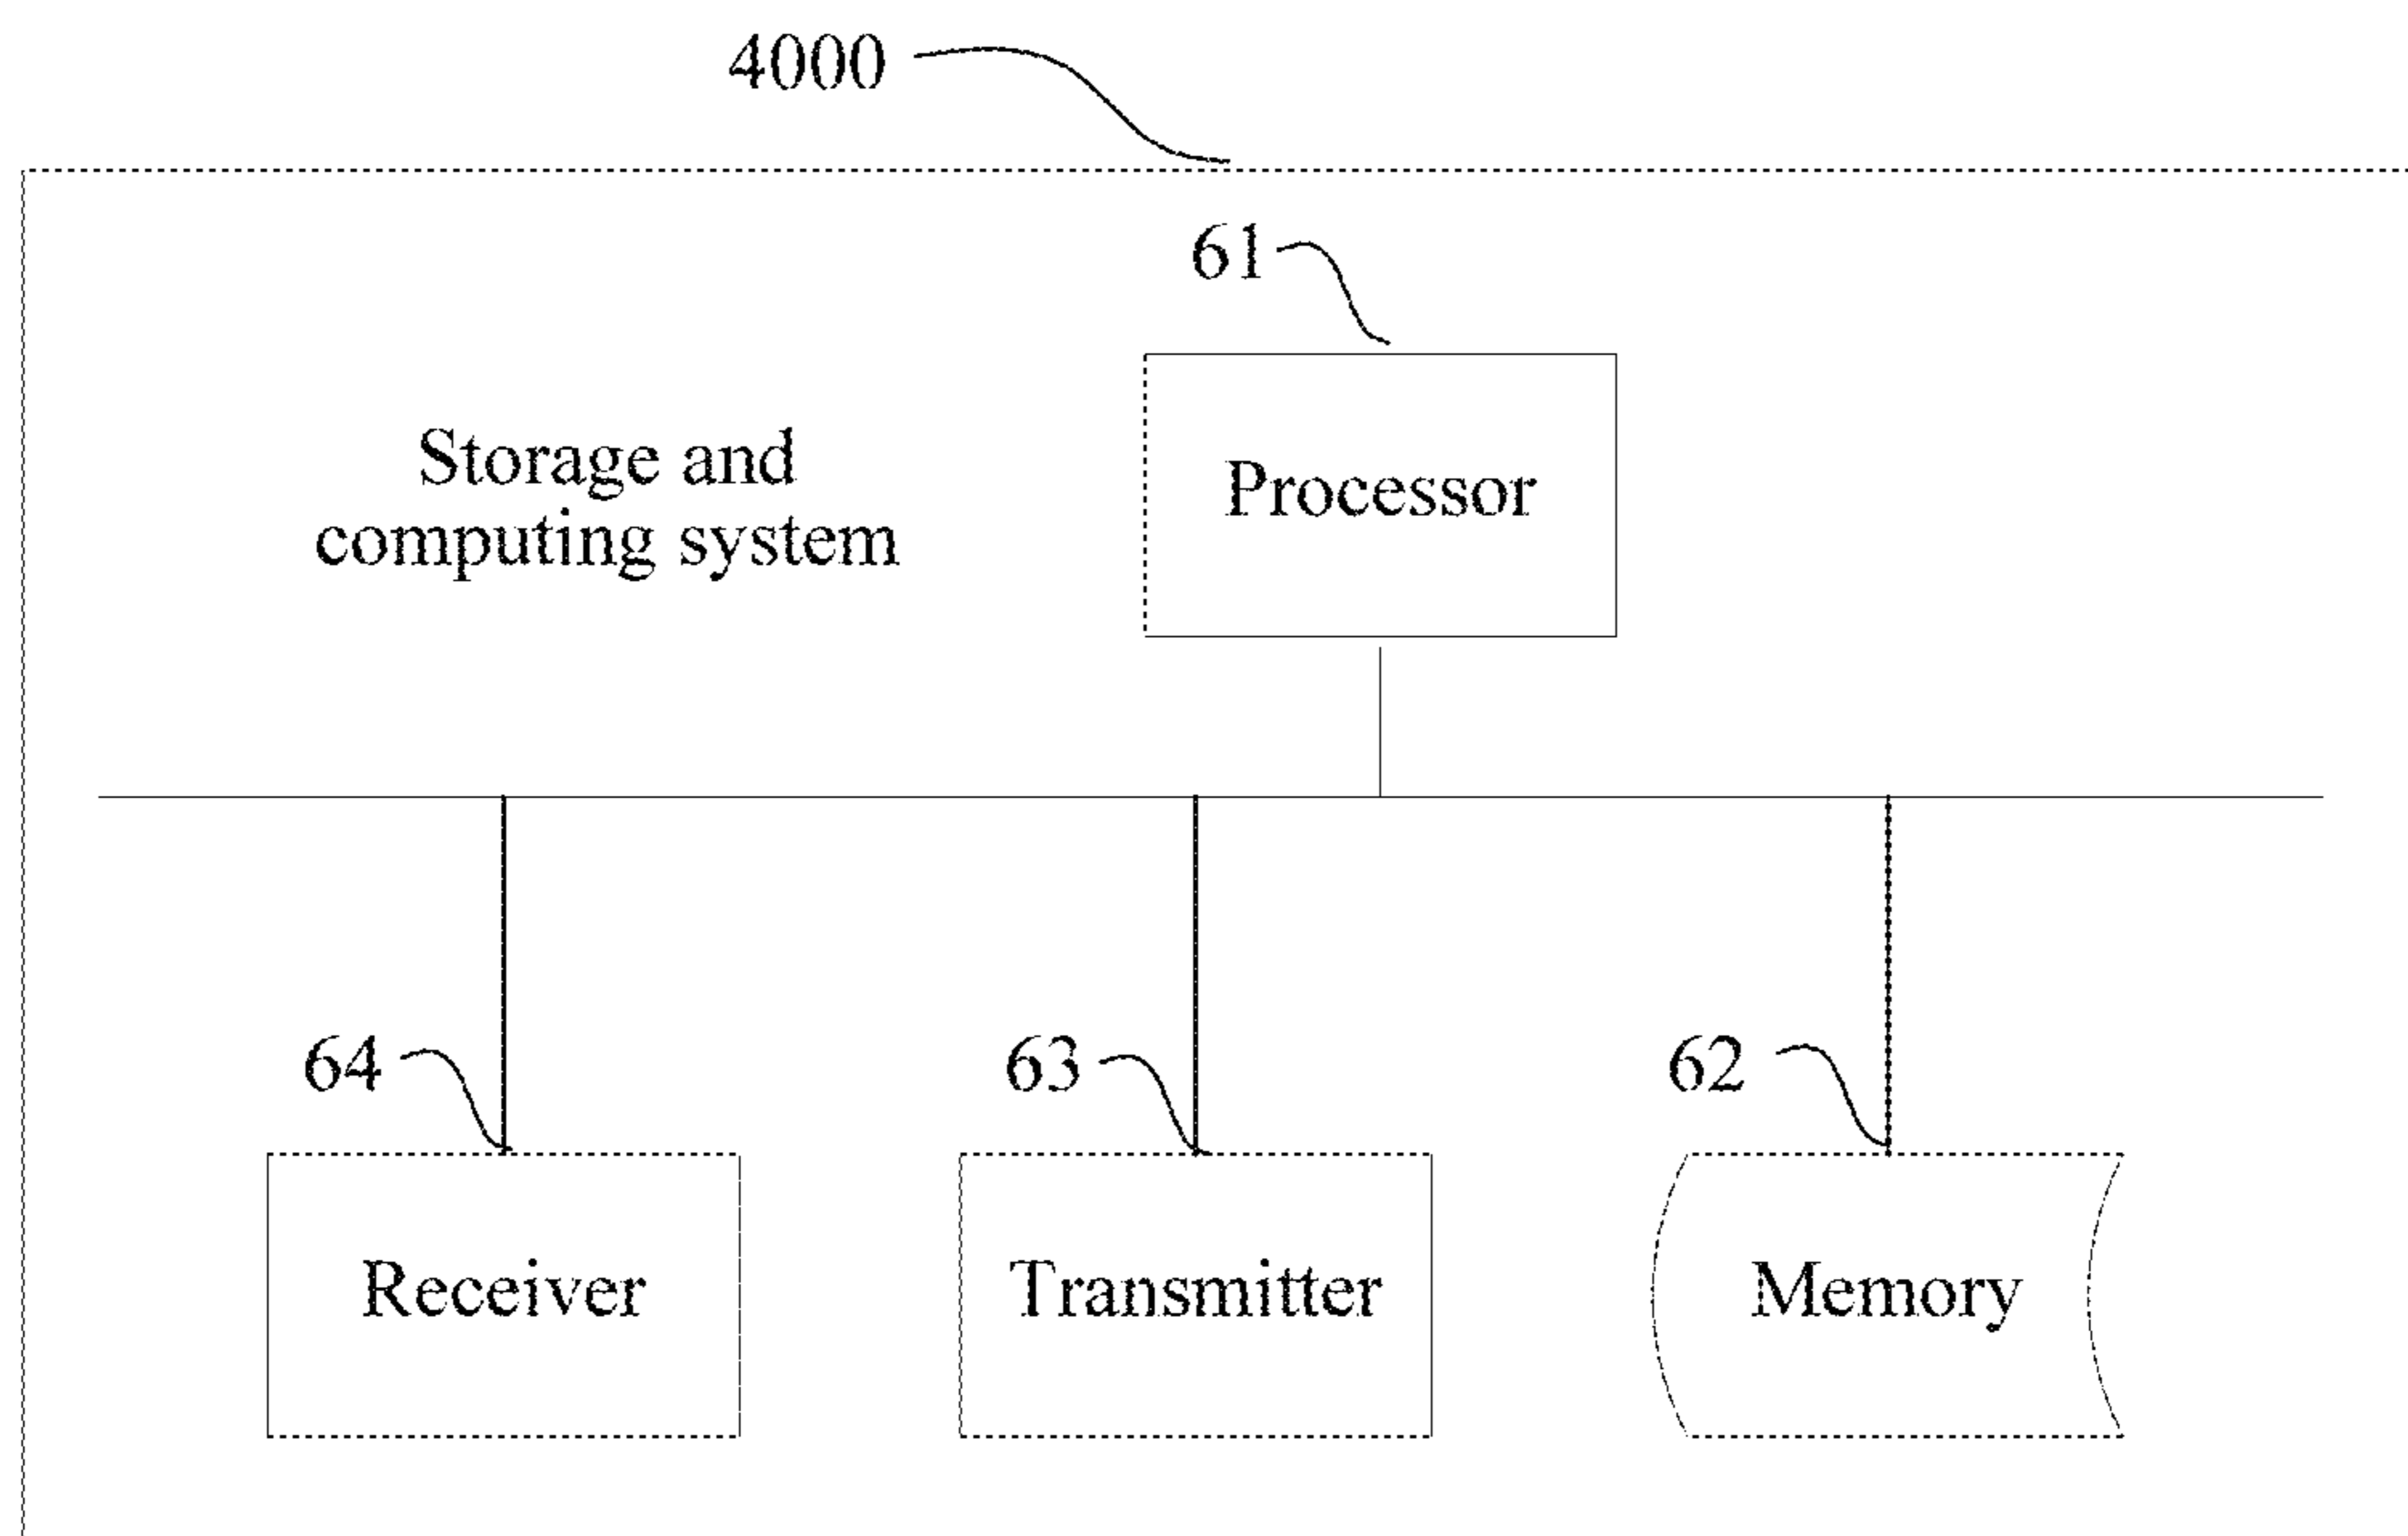 4000
61
Storage and
computing system
Processor
64
63
62
Receiver
Transmitter
Memory